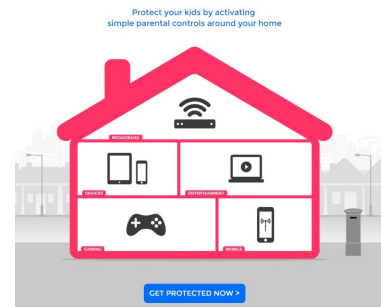 Protect your kids by activating
simple parental controls around your home
BROADBAND
DEVICES
ENTERTAINMENT
GAMING
MOBILE
GET PROTECTED NOW >